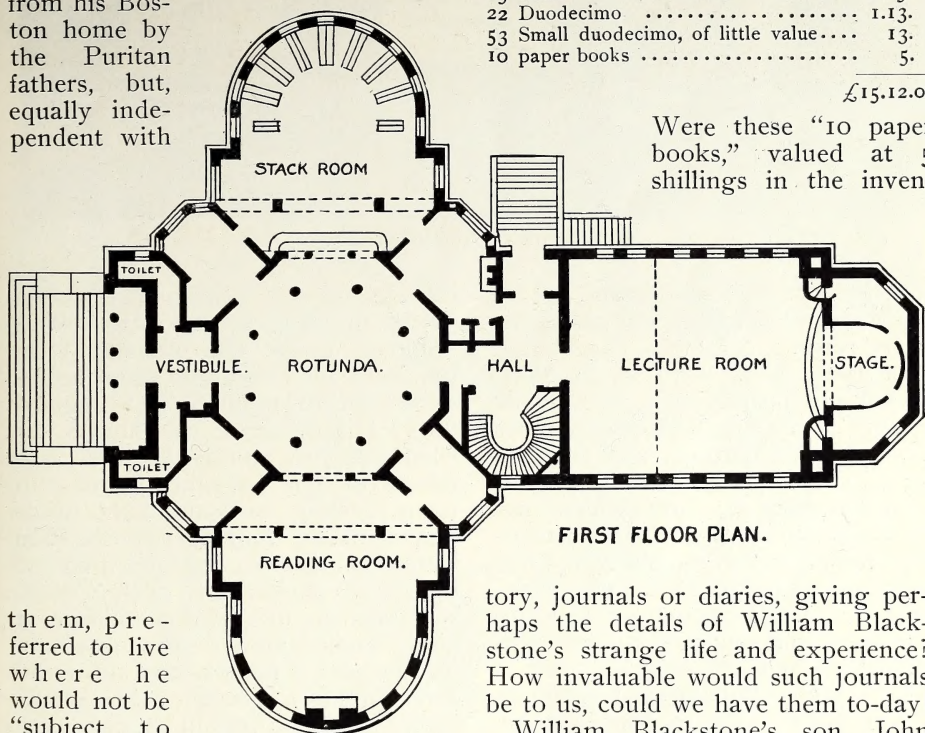 from his Bos-
ton home by
the Puritan
fathers, but,
equally inde-
pendent with
22 Duodecimo .................... 1.13.
53 Small duodecimo, of little value.... 13.
10 paper books ..................... 5.
£15.12.0
Were these “10 paper
books,” valued at 5
shillings in the inven-
STACK ROOM
TOILET
VESTIBULE.
ROTUNDA.
HALL
LECTURE ROOM
STAGE.
TOILET
READING ROOM.
FIRST FLOOR PLAN.
them, pre-
ferred to live
where he
would not be
“subject to
tory, journals or diaries, giving per-
haps the details of William Black-
stone's strange life and experience?
How invaluable would such journals
be to us, could we have them to-day
William Blackstone's son, John